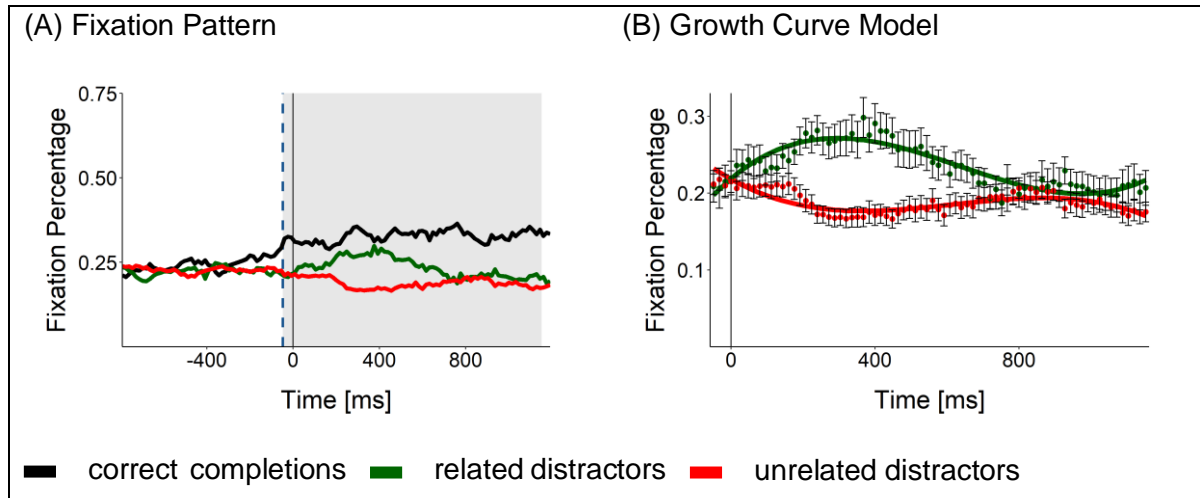 (A) Fixation Pattern
(B) Growth Curve Model
Fixation Percentage
0.75
0.50
0.25
-400 0 400 800
Time [ms]
Fixation Percentage
0.3
0.2
0.1
0 400 800
Time [ms]
correct completions related distractors unrelated distractors